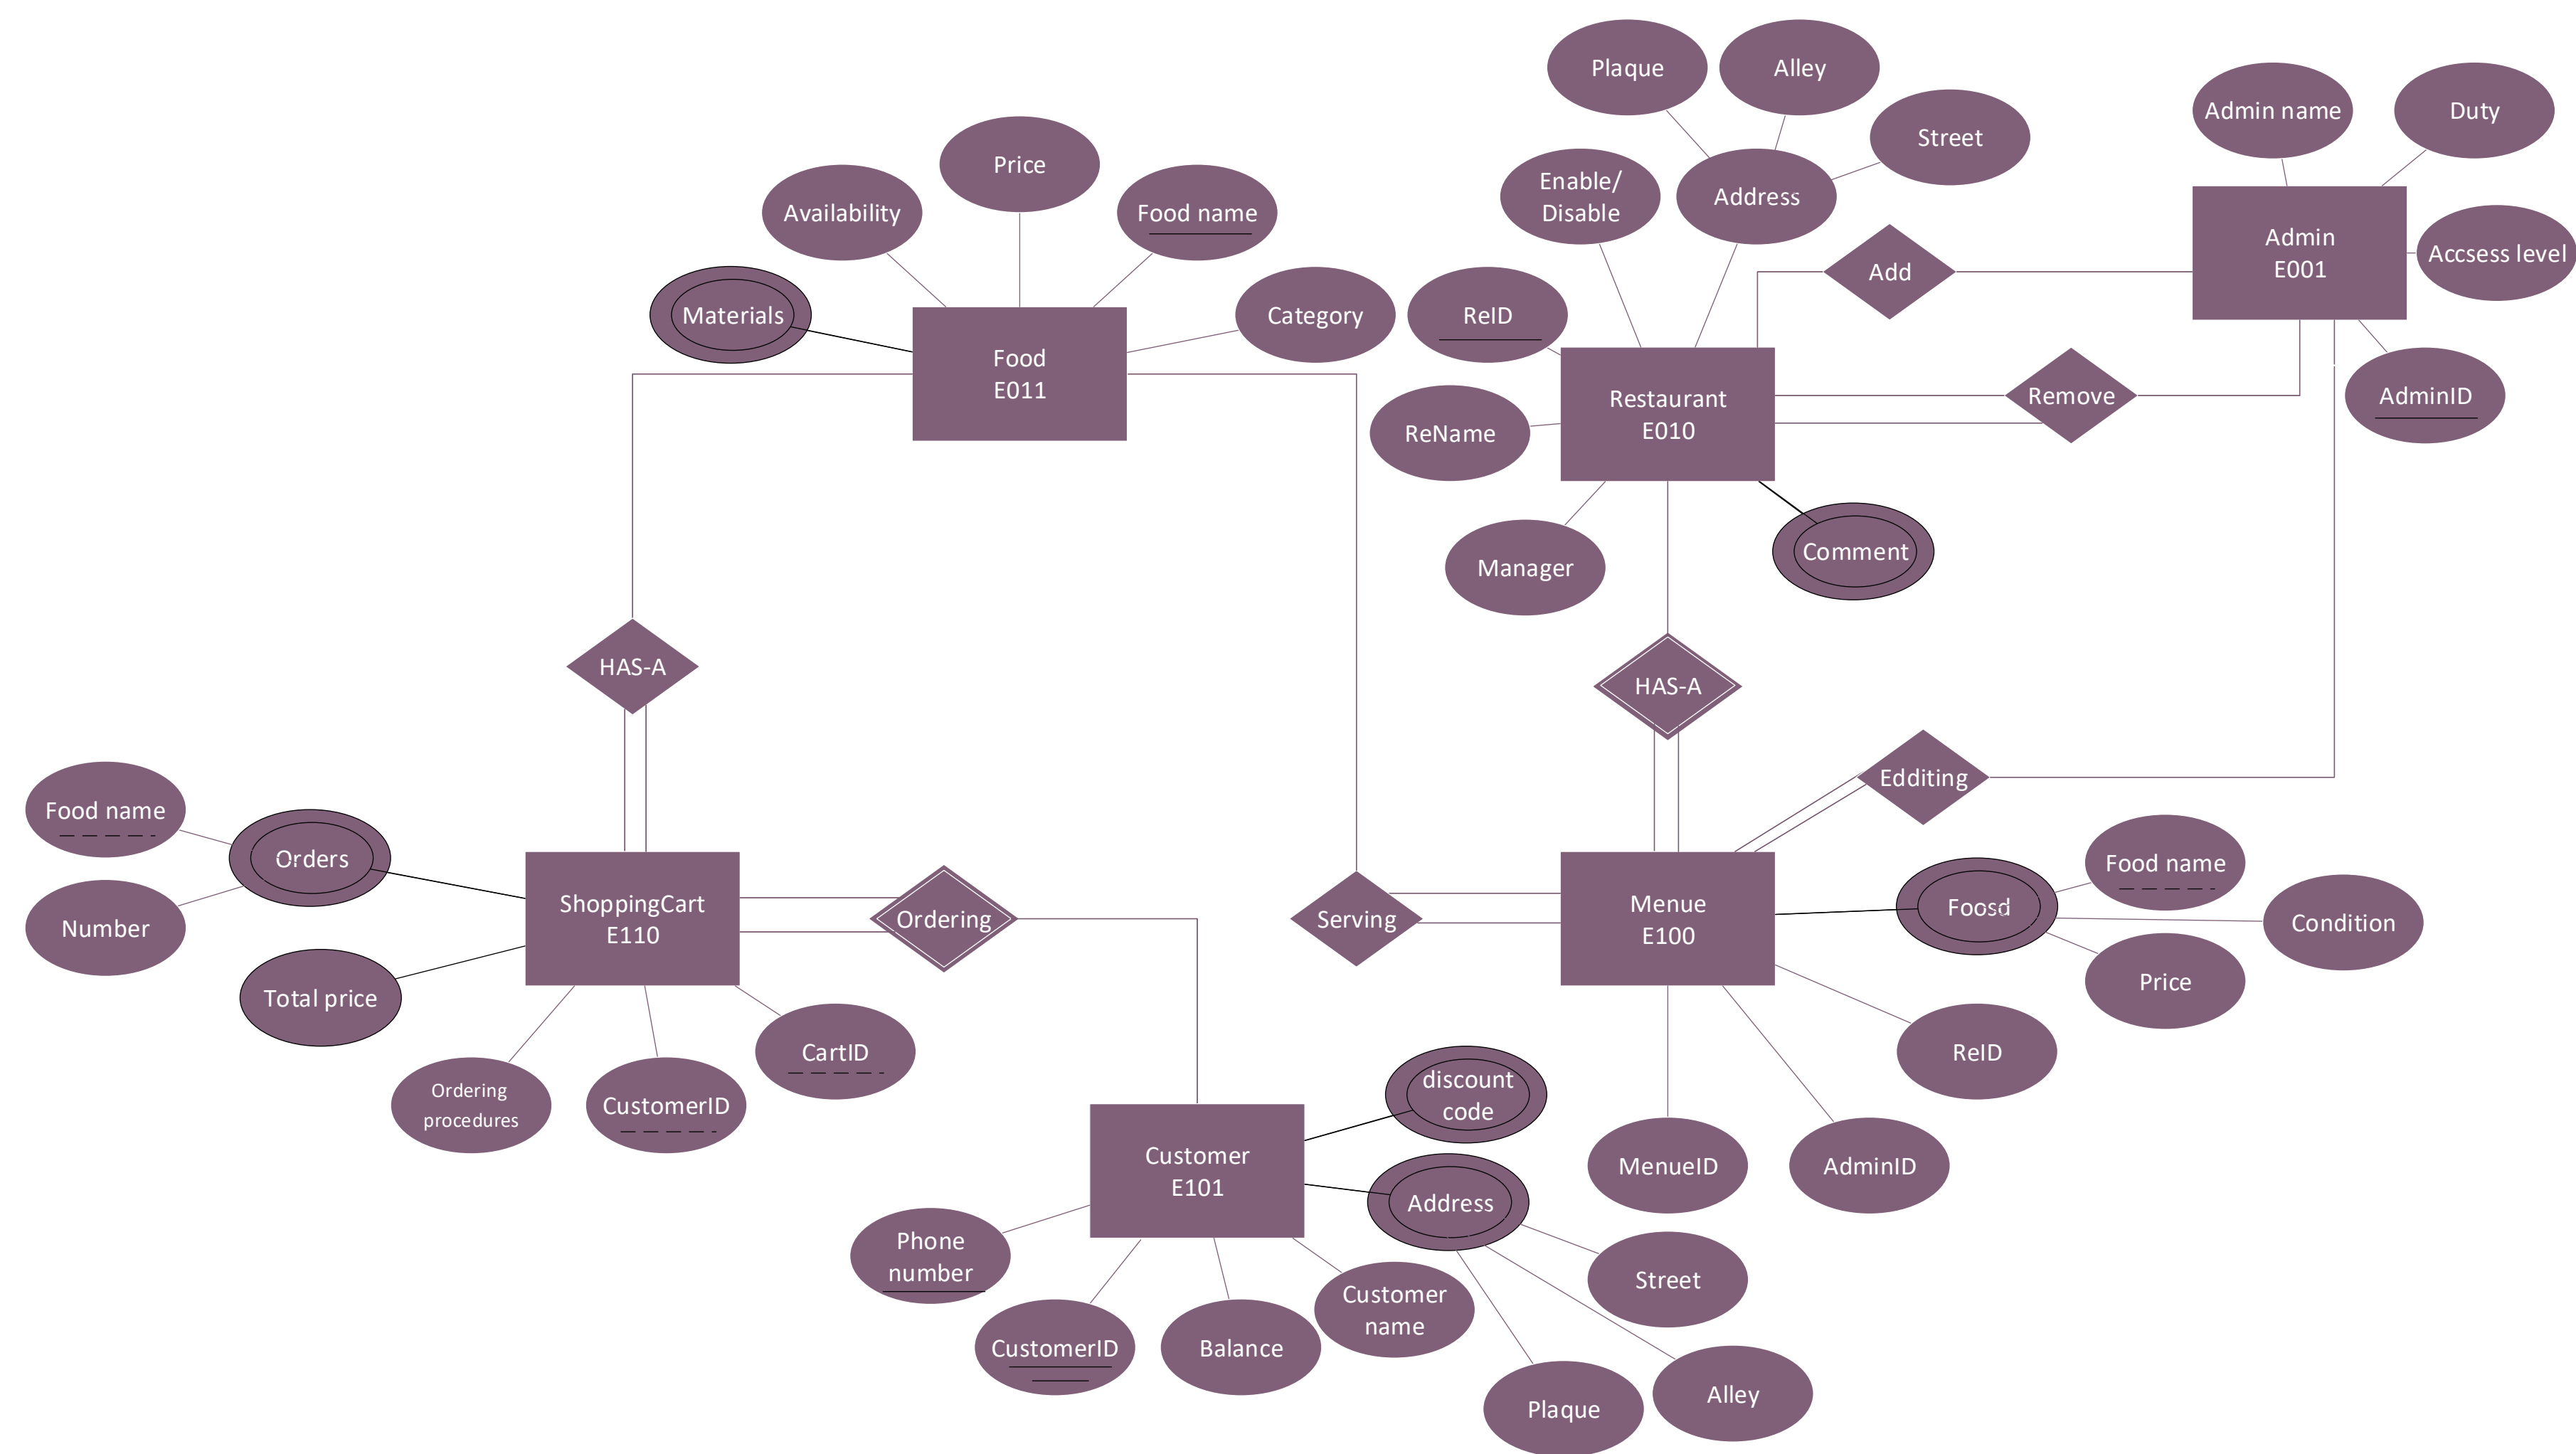 Plaque
Alley
Street
Admin name
Duty
Price
Enable/
Disable
Address
Availability
Food name
Admin
E001
Accsess level
Add
Materials
Category
ReID
Food
E011
Restaurant
E010
Remove
AdminID
ReName
Comment
Manager
HAS-A
HAS-A
Edditing
Food name
Orders
Food name
Foosd
Condition
ShoppingCart
E110
Ordering
Serving
Menue
E100
Number
Price
Total price
CartID
ReID
Ordering
procedures
CustomerID
discount
code
Customer
E101
MenueID
AdminID
Address
Phone
number
Street
Customer
name
CustomerID
Balance
Plaque
Alley